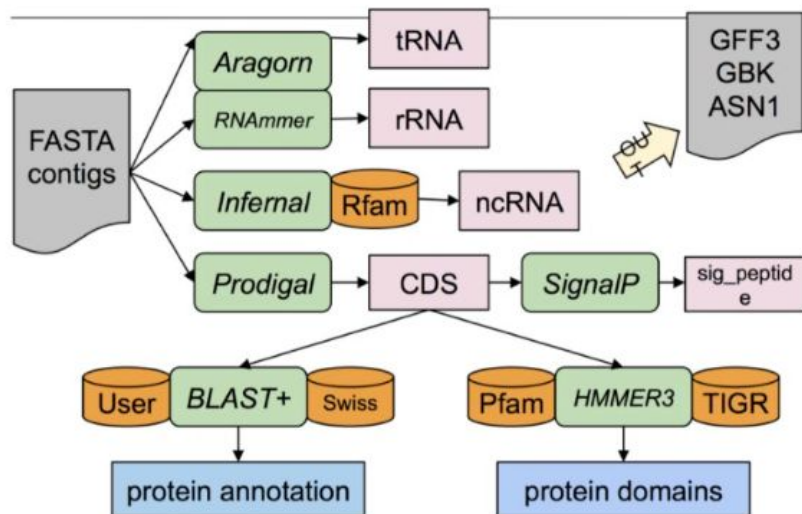 tRNA
GFF3
GBK
ASN1
Aragorn
FASTA
contigs
RNAmmer
rRNA
OU
T
Infernal
Rfam
ncRNA
Prodigal
CDS
SignalP
sig_peptid
e
User
BLAST+
Swiss
Pfam
HMMER3
TIGR
protein annotation
protein domains